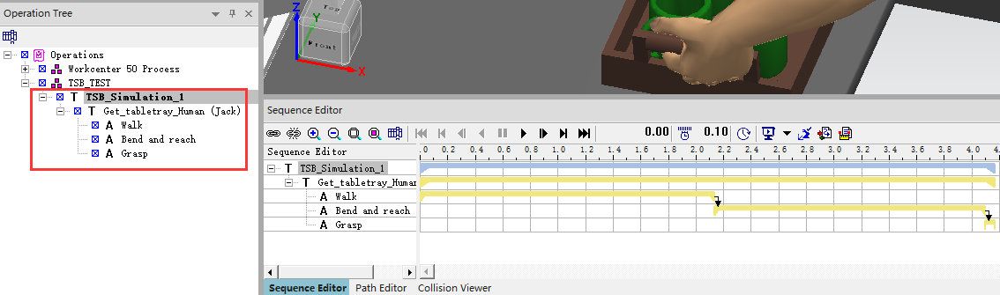 Operation Tree
Operations
Workcenter 50 Process
TSB_TEST
T TSB_Simulation_1
T Get_tabletray_Human (Jack)
A Walk
A Bend and reach
A Grasp
Z
Y
X
Top
Front
Sequence Editor
0.00 0.10
Sequence Editor .0 0.2 0.4 0.6 0.8 1.0 1.2 1.4 1.6 1.8 2.0 2.2 2.4 2.6 2.8 3.0 3.2 3.4 3.6 3.8 4.0 4.
T TSB_Simulation_1
T Get_tabletray_Human
A Walk
A Bend and reach
A Grasp
Sequence Editor Path Editor Collision Viewer